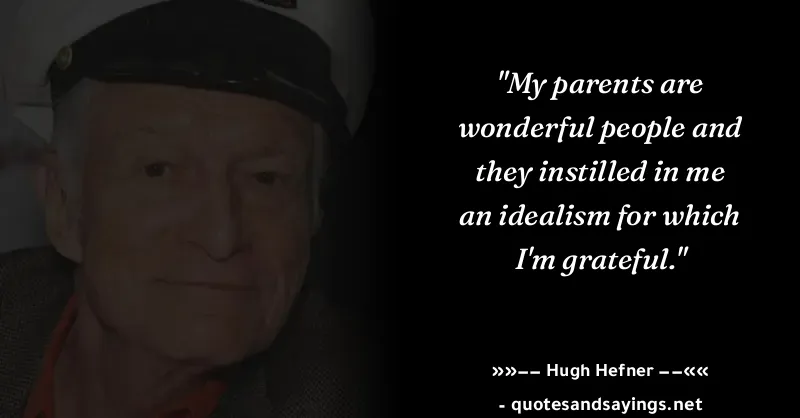 "My parents are
wonderful people and
they instilled in me
an idealism for which
I'm grateful."
»»−− Hugh Hefner −−««
- quotesandsayings.net